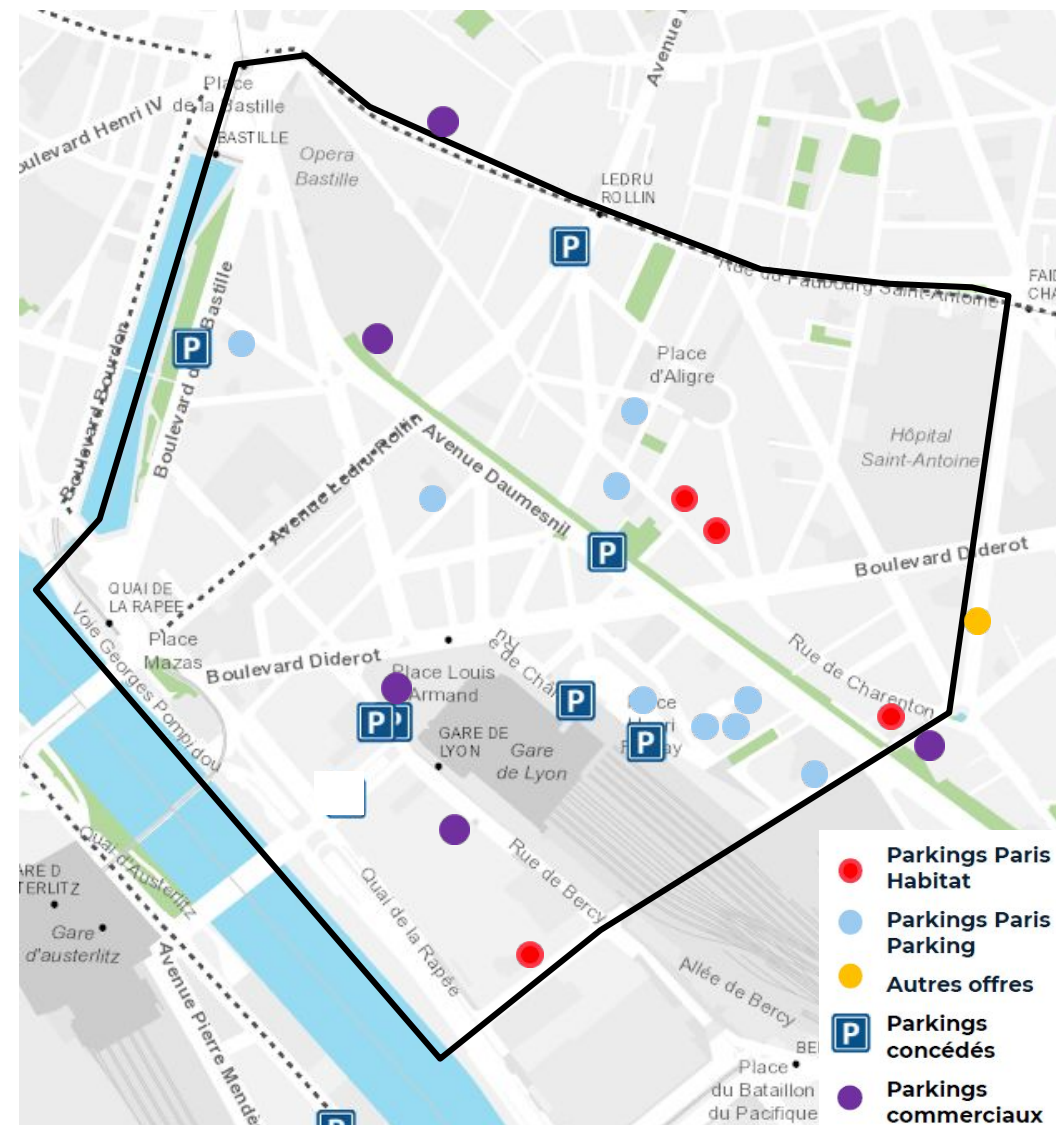 Avenue
Place
de la Bastille
BASTILLE
Boulevard Henri IV
Opera
Bastille
LEDRU
ROLLIN
Rue du Faubourg Saint-Antoine
FAID
CHA
Boulevard Bourdon
Boulevard de la Bastille
P
P
Place
d'Aligre
Hôpital
Saint-Antoine
Avenue Ledru-Rollin
Avenue Daumesnil
P
Boulevard Diderot
QUAI DE
LA RAPEE
Place
Mazas
Voie Georges Pompidou
Boulevard Diderot
Place Louis
Armand
Rue de Chal
P
P
P
GARE DE
LYON
Gare
de Lyon
Rue de Charenton
Quai d'Austerlitz
Gare
d'austerlitz
Quai de la Rapée
Rue de Bercy
Allée de Bercy
Avenue Pierre Mendè
Place
du Bataillon
du Pacifique
Parkings Paris
Habitat
Parkings Paris
Parking
Autres offres
P
Parkings
concédés
Parkings
commerciaux